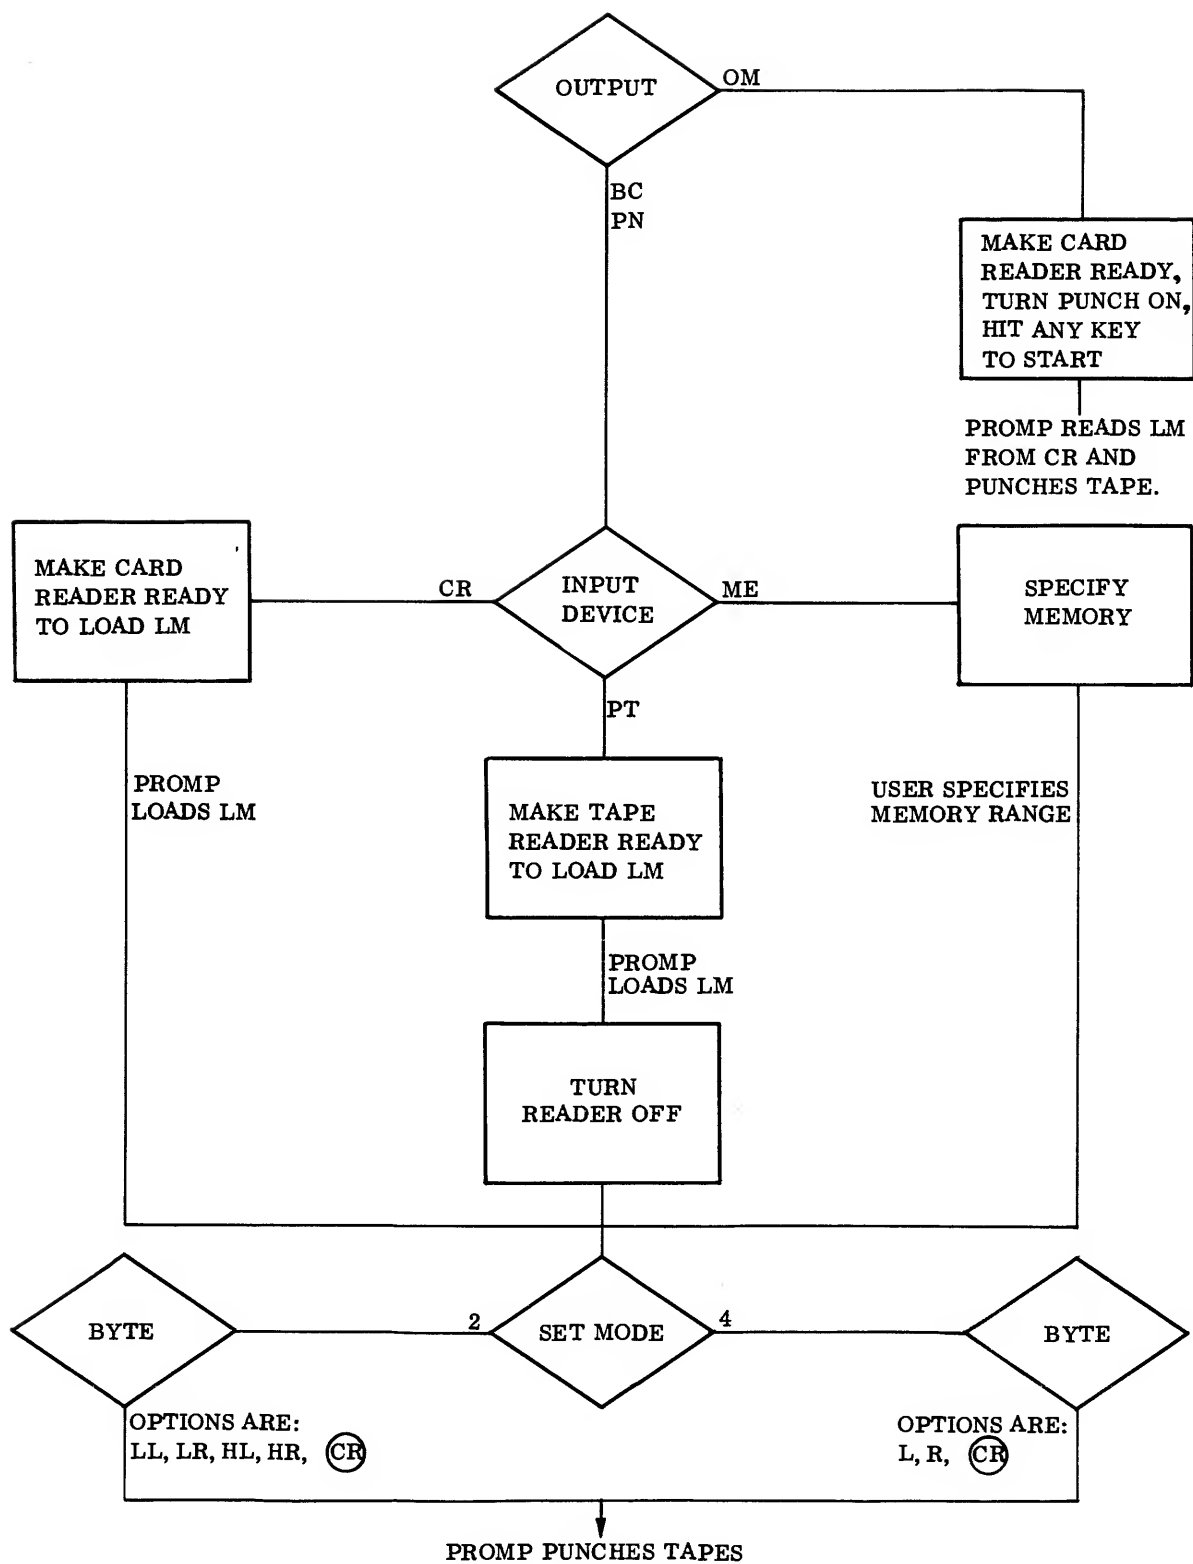 OUTPUT
OM
BC
PN
MAKE CARD
READER READY,
TURN PUNCH ON,
HIT ANY KEY
TO START
PROMP READS LM
FROM CR AND
PUNCHES TAPE.
MAKE CARD
READER READY
TO LOAD LM
CR
INPUT
DEVICE
ME
SPECIFY
MEMORY
PT
PROMP
LOADS LM
MAKE TAPE
READER READY
TO LOAD LM
USER SPECIFIES
MEMORY RANGE
PROMP
LOADS LM
TURN
READER OFF
BYTE
2
SET MODE
4
BYTE
OPTIONS ARE:
LL, LR, HL, HR, CR
OPTIONS ARE:
L, R, CR
PROMP PUNCHES TAPES